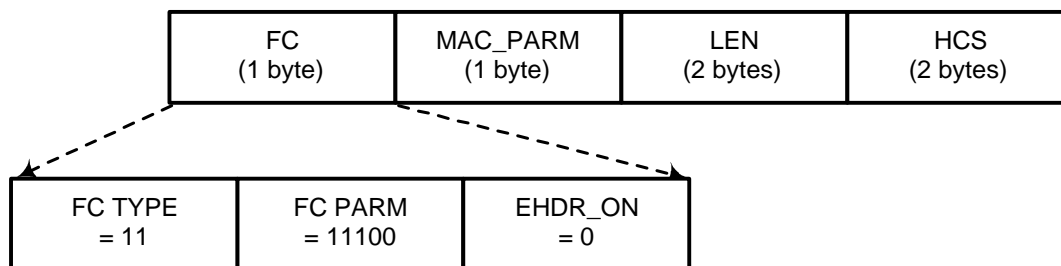 FC MAC_PARM LEN HCS
(1 byte) (1 byte) (2 bytes) (2 bytes)
FC TYPE FC PARM EHDR_ON
= 11 = 11100 = 0